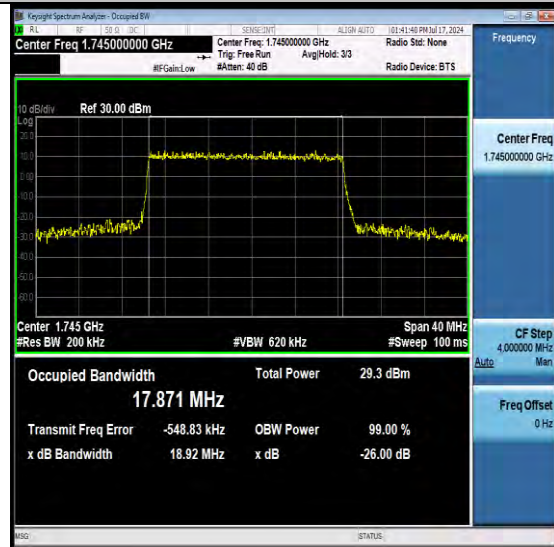 Keysight Spectrum Analyzer - Occupied BW
RL RF 50 Ω DC SENSE:INT ALIGN AUTO 01:41:40 PM Jul 17, 2024
Center Freq 1.745000000 GHz
Center Freq: 1.745000000 GHz
Radio Std: None
Trig: Free Run Avg|Hold: 3/3
#IFGain:Low #Atten: 40 dB Radio Device: BTS
Frequency
10 dB/div Ref 30.00 dBm
Log
20.0
10.0
0.00
-10.0
-20.0
-30.0
-40.0
-50.0
-60.0
Center Freq
1.745000000 GHz
Center 1.745 GHz Span 40 MHz
#Res BW 200 kHz #VBW 620 kHz #Sweep 100 ms
CF Step
4.000000 MHz
Auto Man
Occupied Bandwidth Total Power 29.3 dBm
17.871 MHz
Transmit Freq Error -548.83 kHz OBW Power 99.00 %
x dB Bandwidth 18.92 MHz x dB -26.00 dB
Freq Offset
0 Hz
MSG STATUS